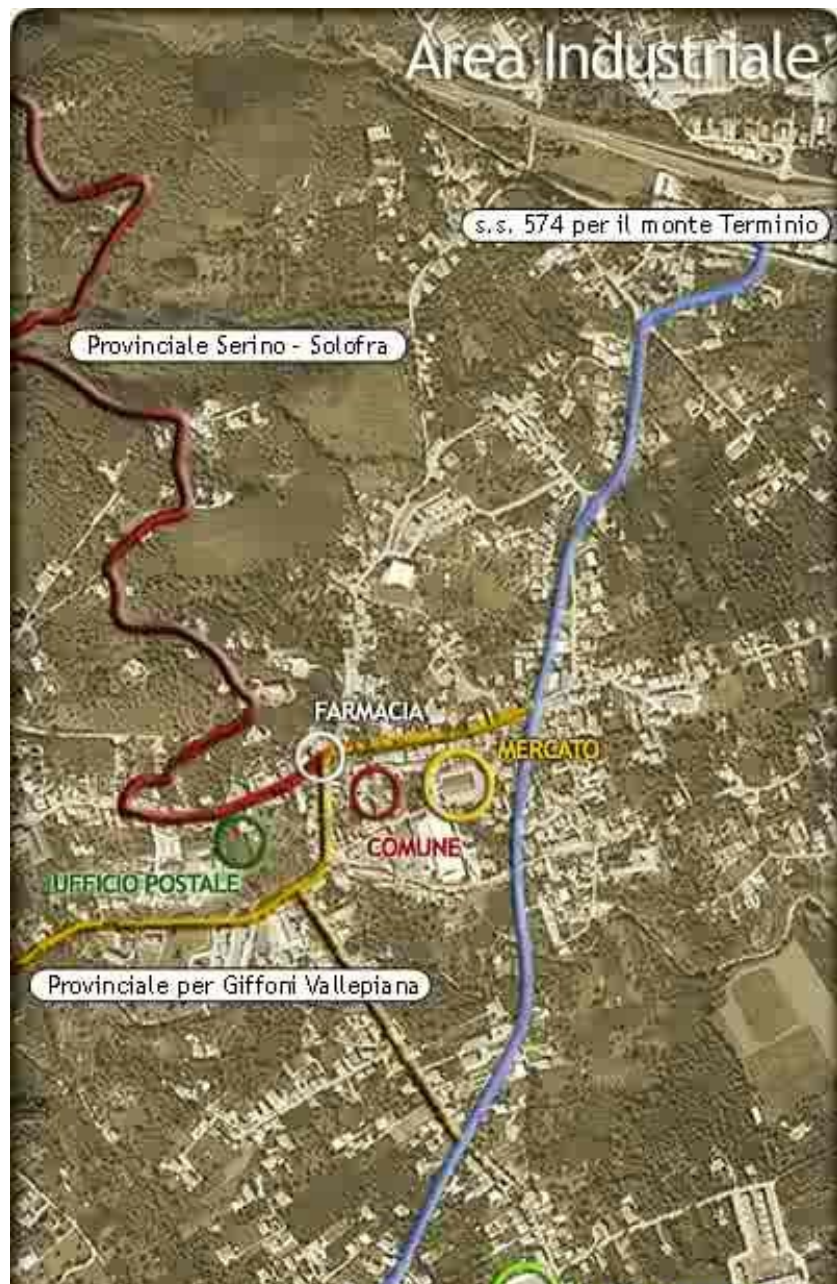 Area Industriale
s.s. 574 per il monte Terminio
Provinciale Serino - Solofra
FARMACIA
MERCATO
COMUNE
UFFICIO POSTALE
Provinciale per Giffoni Vallepiana